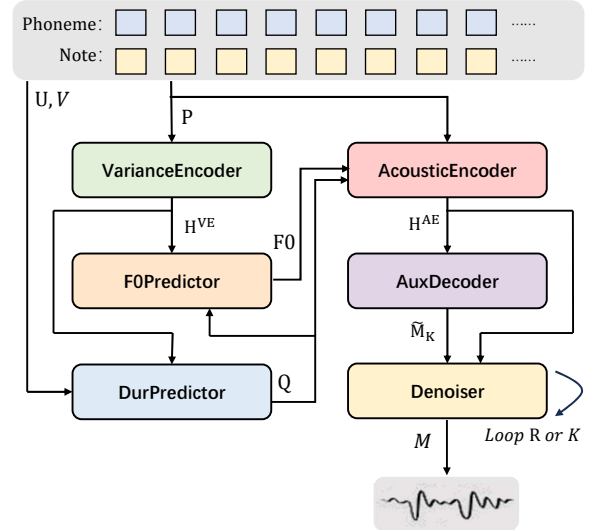 Phoneme: ......
Note: ......
U, V
P
VarianceEncoder
AcousticEncoder
H^VE
F0
H^AE
F0Predictor
AuxDecoder
M̃_K
DurPredictor
Q
Denoiser
M
Loop R or K